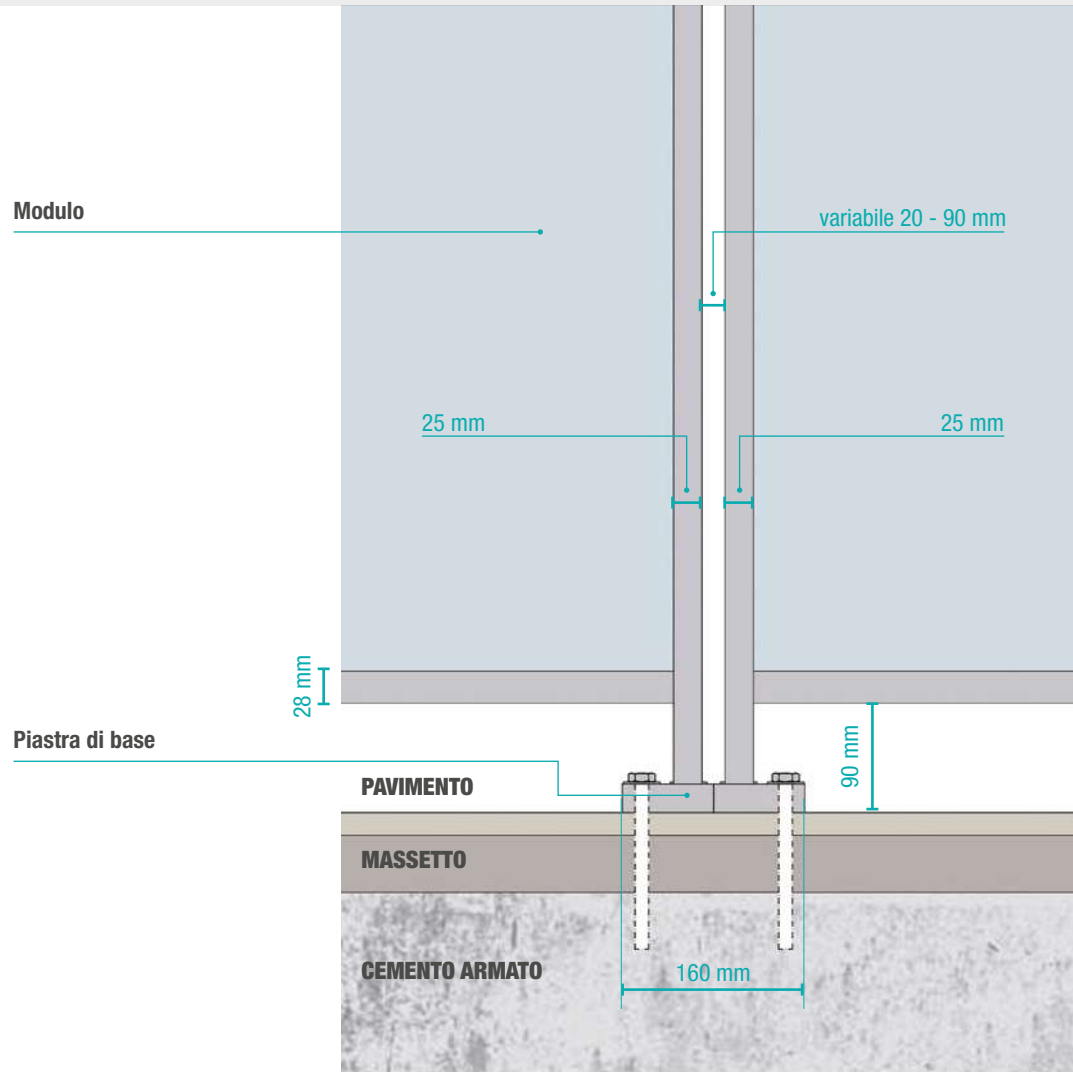 Modulo
variabile 20 - 90 mm
25 mm
25 mm
28 mm
Piastra di base
90 mm
PAVIMENTO
MASSETTO
CEMENTO ARMATO
160 mm